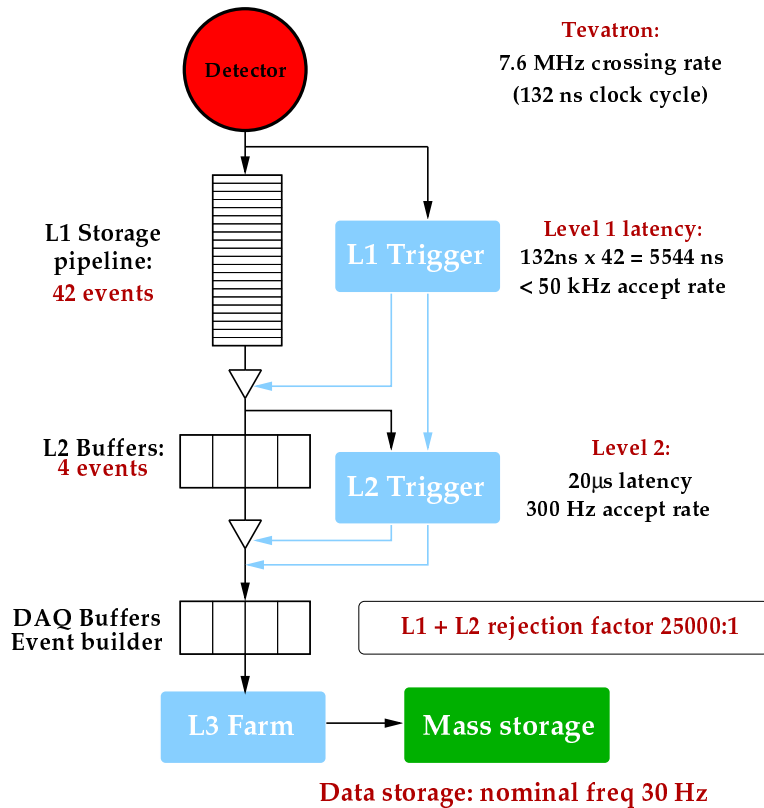 Detector
Tevatron:
7.6 MHz crossing rate
(132 ns clock cycle)
L1 Storage
pipeline:
42 events
L1 Trigger
Level 1 latency:
132ns x 42 = 5544 ns
< 50 kHz accept rate
L2 Buffers:
4 events
L2 Trigger
Level 2:
20μs latency
300 Hz accept rate
DAQ Buffers
Event builder
L1 + L2 rejection factor 25000:1
L3 Farm
Mass storage
Data storage: nominal freq 30 Hz